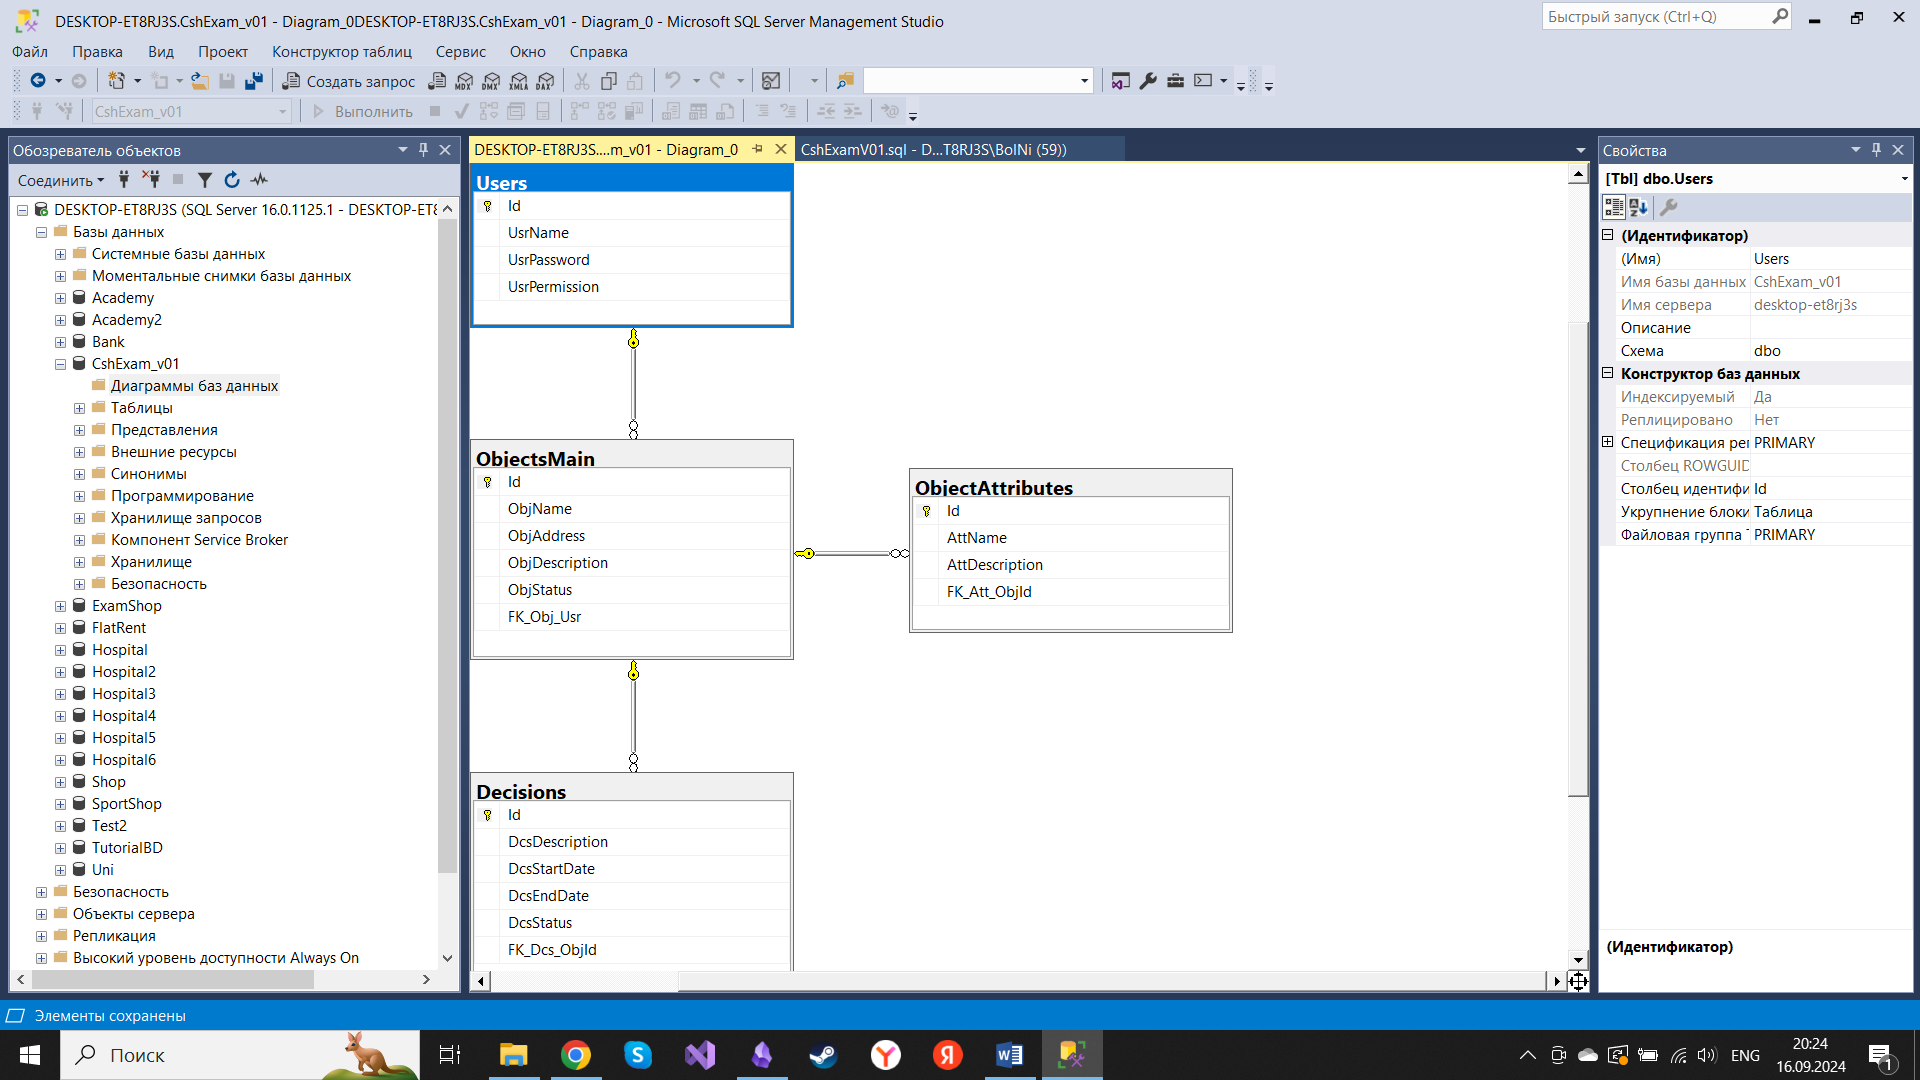 DESKTOP-ET8RJ3S.CshExam_v01 - Diagram_0DESKTOP-ET8RJ3S.CshExam_v01 - Diagram_0 - Microsoft SQL Server Management Studio
Быстрый запуск (Ctrl+Q)
Файл Правка Вид Проект Конструктор таблиц Сервис Окно Справка
Создать запрос MDX DMX XMLA DAX
CshExam_v01 Выполнить
Обозреватель объектов
Соединить
DESKTOP-ET8RJ3S (SQL Server 16.0.1125.1 - DESKTOP-ET8
Базы данных
Системные базы данных
Моментальные снимки базы данных
Academy
Academy2
Bank
CshExam_v01
Диаграммы баз данных
Таблицы
Представления
Внешние ресурсы
Синонимы
Программирование
Хранилище запросов
Компонент Service Broker
Хранилище
Безопасность
ExamShop
FlatRent
Hospital
Hospital2
Hospital3
Hospital4
Hospital5
Hospital6
Shop
SportShop
Test2
TutorialBD
Uni
Безопасность
Объекты сервера
Репликация
Высокий уровень доступности Always On
DESKTOP-ET8RJ3S....m_v01 - Diagram_0
CshExamV01.sql - D...T8RJ3S\BolNi (59))
Users
Id
UsrName
UsrPassword
UsrPermission
ObjectsMain
Id
ObjName
ObjAddress
ObjDescription
ObjStatus
FK_Obj_Usr
ObjectAttributes
Id
AttName
AttDescription
FK_Att_ObjId
Decisions
Id
DcsDescription
DcsStartDate
DcsEndDate
DcsStatus
FK_Dcs_ObjId
Свойства
[Tbl] dbo.Users
(Идентификатор)
(Имя) Users
Имя базы данных CshExam_v01
Имя сервера desktop-et8rj3s
Описание
Схема dbo
Конструктор баз данных
Индексируемый Да
Реплицировано Нет
Спецификация рег PRIMARY
Столбец ROWGUID
Столбец идентифи Id
Укрупнение блоки Таблица
Файловая группа Т PRIMARY
(Идентификатор)
Элементы сохранены
Поиск
ENG
20:24
16.09.2024
1